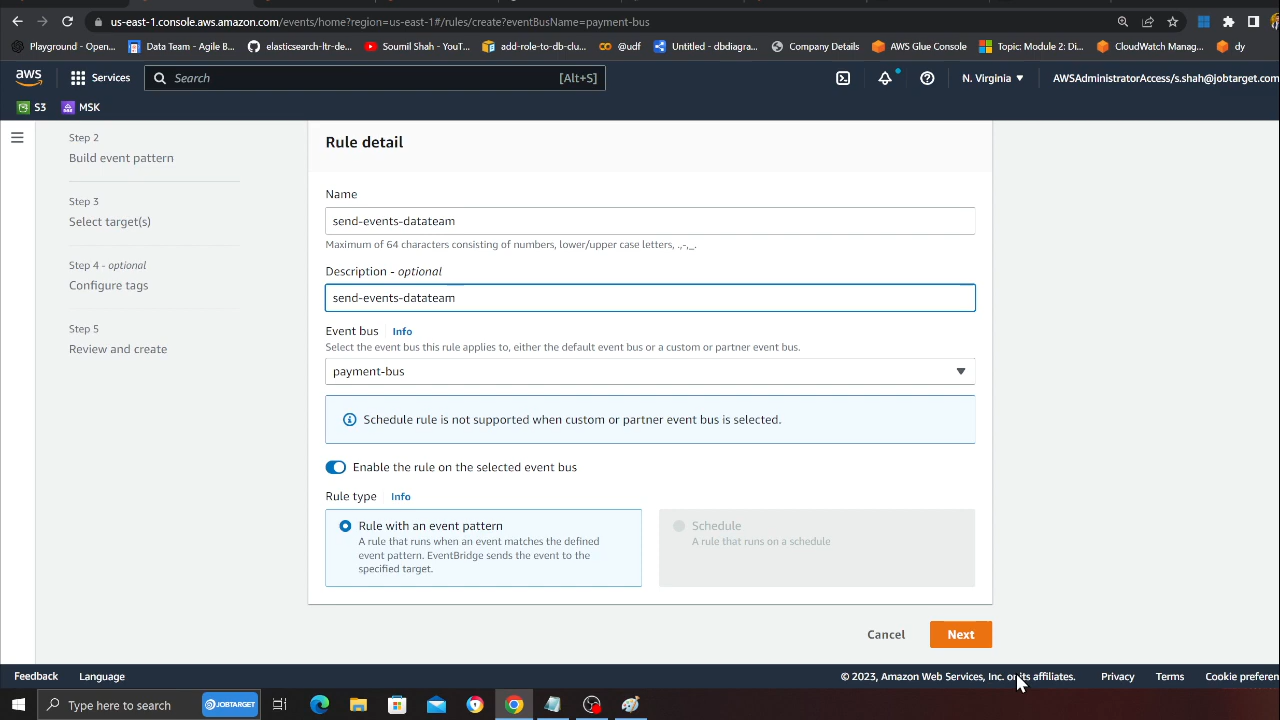 us-east-1.console.aws.amazon.com/events/home?region=us-east-1#/rules/create?eventBusName=payment-bus
Playground - Open...
Data Team - Agile B...
elasticsearch-ltr-de...
Soumil Shah - YouT...
add-role-to-db-clu...
@udf
Untitled - dbdiagra...
Company Details
AWS Glue Console
Topic: Module 2: Di...
CloudWatch Manag...
dy
aws
Services
Search
[Alt+S]
N. Virginia
AWSAdministratorAccess/s.shah@jobtarget.com
S3
MSK
Step 2
Build event pattern
Step 3
Select target(s)
Step 4 - optional
Configure tags
Step 5
Review and create
Rule detail
Name
send-events-datateam
Maximum of 64 characters consisting of numbers, lower/upper case letters, .,-,_.
Description - optional
send-events-datateam
Event bus
Info
Select the event bus this rule applies to, either the default event bus or a custom or partner event bus.
payment-bus
Schedule rule is not supported when custom or partner event bus is selected.
Enable the rule on the selected event bus
Rule type
Info
Rule with an event pattern
A rule that runs when an event matches the defined
event pattern. EventBridge sends the event to the
specified target.
Schedule
A rule that runs on a schedule
Cancel
Next
Feedback
Language
© 2023, Amazon Web Services, Inc. or its affiliates.
Privacy
Terms
Cookie preferen
Type here to search
JOBTARGET